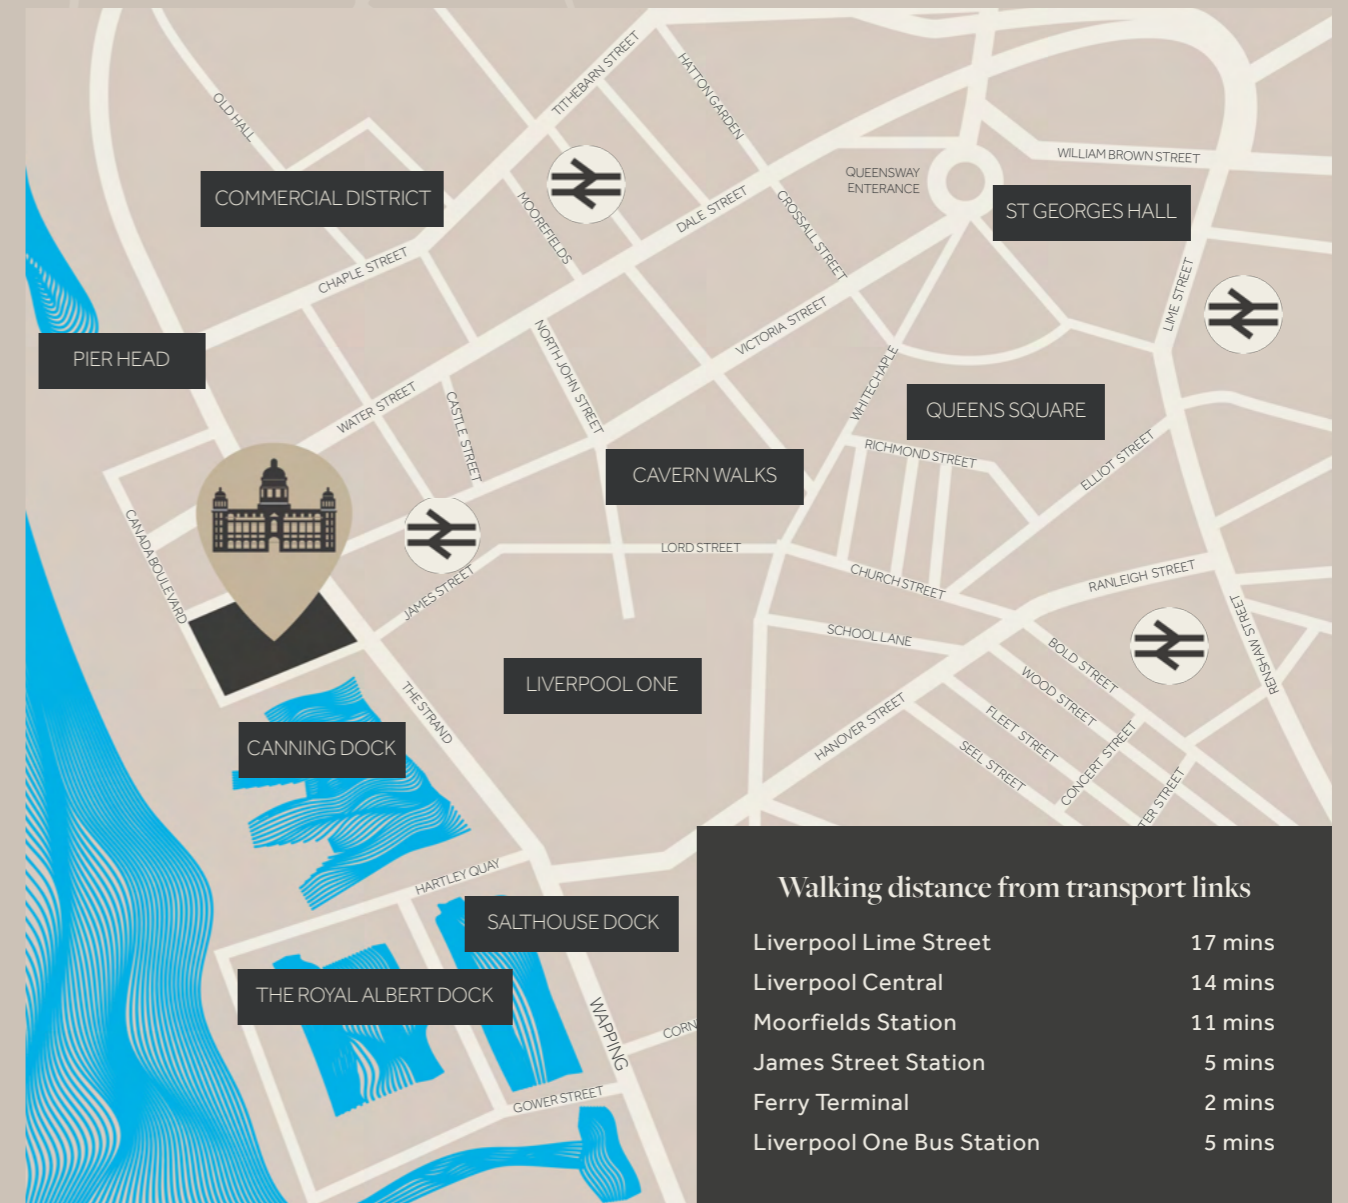 TITHEBARN STREET
HATTON GARDEN
OLD HALL
WILLIAM BROWN STREET
QUEENSWAY
ENTERANCE
COMMERCIAL DISTRICT
ST GEORGES HALL
MOOREFIELDS
DALE STREET
CROSSALL STREET
CHAPLE STREET
LIME STREET
VICTORIA STREET
PIER HEAD
NORTH JOHN STREET
WHITECHAPLE
WATER STREET
CASTLE STREET
QUEENS SQUARE
RICHMOND STREET
ELLIOT STREET
CAVERN WALKS
CANADA BOULEVARD
LORD STREET
JAMES STREET
CHURCH STREET
RANLEIGH STREET
SCHOOL LANE
RENSHAW STREET
BOLD STREET
WOOD STREET
LIVERPOOL ONE
THE STRAND
HANOVER STREET
FLEET STREET
SEEL STREET
CONCERT STREET
TER STREET
CANNING DOCK
HARTLEY QUAY
SALTHOUSE DOCK
THE ROYAL ALBERT DOCK
WAPPING
CORN
GOWER STREET
Walking distance from transport links
Liverpool Lime Street 17 mins
Liverpool Central 14 mins
Moorfields Station 11 mins
James Street Station 5 mins
Ferry Terminal 2 mins
Liverpool One Bus Station 5 mins